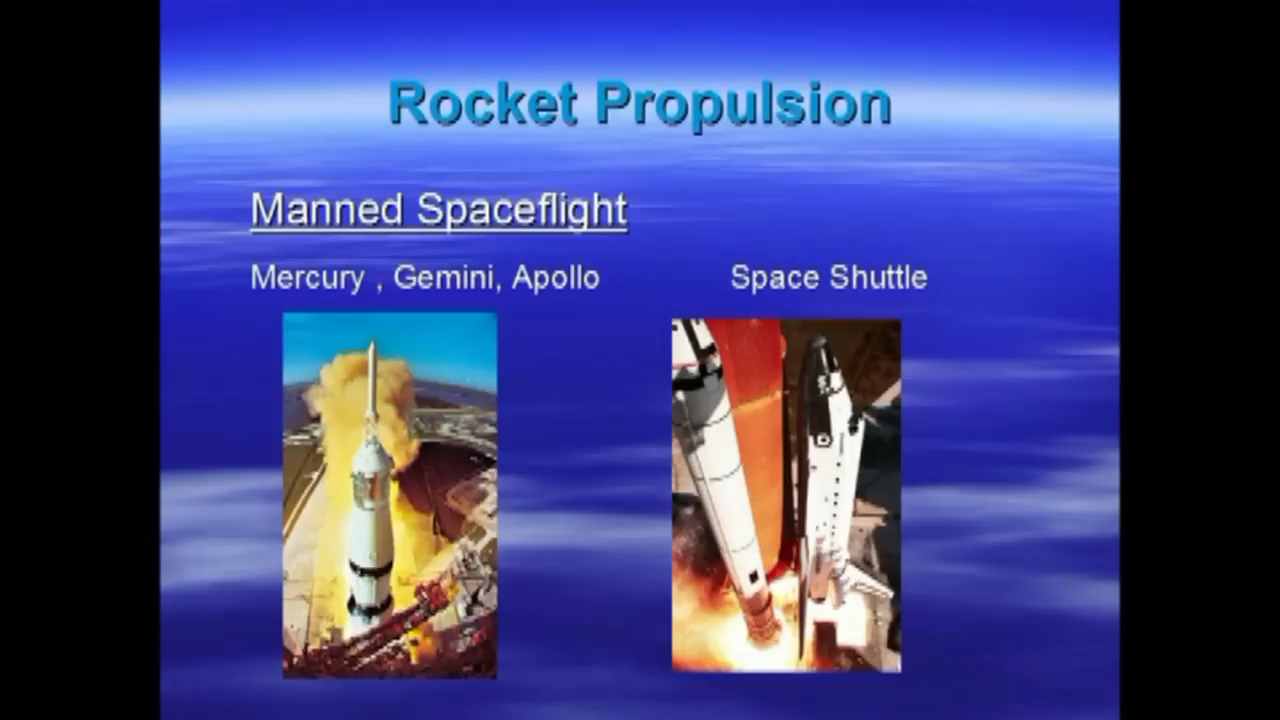 Rocket Propulsion
Manned Spaceflight
Mercury , Gemini, Apollo
Space Shuttle